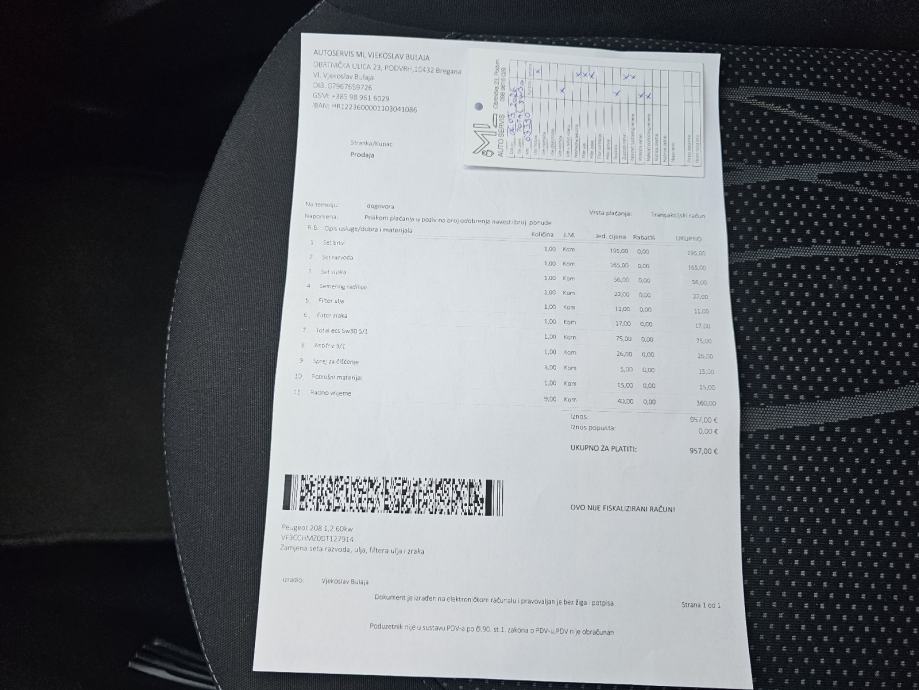 AUTOSERVIS ML VJEKOSLAV BULAJA
OBRTNIČKA ULICA 23, PODVRH,10432 Bregana
Vl. Vjekoslav Bulaja
OIB: 07967659726
GSM: +385 98 961 6029
IBAN: HR1223600001103041086
ML
AUTO SERVIS
Stranka/Kupac
Prodaja
Na temelju: dogovora
Vrsta plaćanja: Transakcijski račun
Napomena: Prilikom plaćanja u poziv na broj odobrenja navesti broj ponude
R.B. Opis usluge/dobra i materijala Količina J.M. Jed. cijena Rabat% UKUPNO
1 Set 1,00 Kom 195,00 0,00 195,00
2 Set razvoda 1,00 Kom 165,00 0,00 165,00
3 Set 1,00 Kom 56,00 0,00 56,00
4 Semering radilice 1,00 Kom 23,00 0,00
5 Filter ulja 1,00 Kom 11,00 0,00 11,00
6 Filter zraka 1,00 Kom 17,00 0,00 17,00
7 Total ecs 5w30 5/1 1,00 Kom 75,00 0,00 75,00
8 1,00 Kom 26,00 0,00 26,00
9 Sprej za čišćenje 3,00 Kom 5,00 0,00 15,00
10 Potrošni materijal 1,00 Kom 15,00 0,00 15,00
11 Radno vrijeme 9,00 Kom 40,00 0,00 360,00
Iznos: 957,00 €
Iznos popusta: 0,00 €
UKUPNO ZA PLATITI: 957,00 €
OVO NIJE FISKALIZIRANI RAČUN!
Peugeot 208 1,2 60kw
VF3CCHMZ0DT127914
Zamjena seta razvoda, ulja, filtera ulja i zraka
Izradio: Vjekoslav Bulaja
Dokument je izrađen na elektroničkom računalu i pravovaljan je bez žiga i potpisa
Strana 1 od 1
Poduzetnik nije u sustavu PDV-a po čl.90. st.1. zakona o PDV-u,PDV nije obračunan